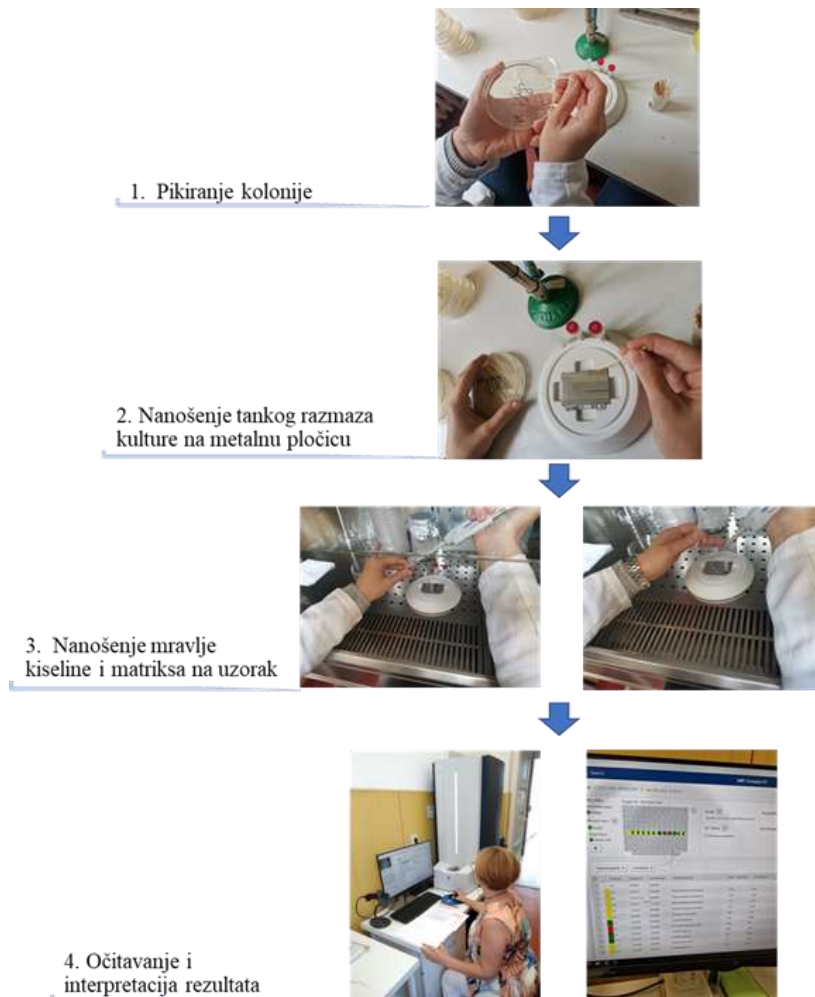 1. Pikiranje kolonije
2. Nanošenje tankog razmaza
kulture na metalnu pločicu
3. Nanošenje mravlje
kiseline i matriksa na uzorak
4. Očitavanje i
interpretacija rezultata